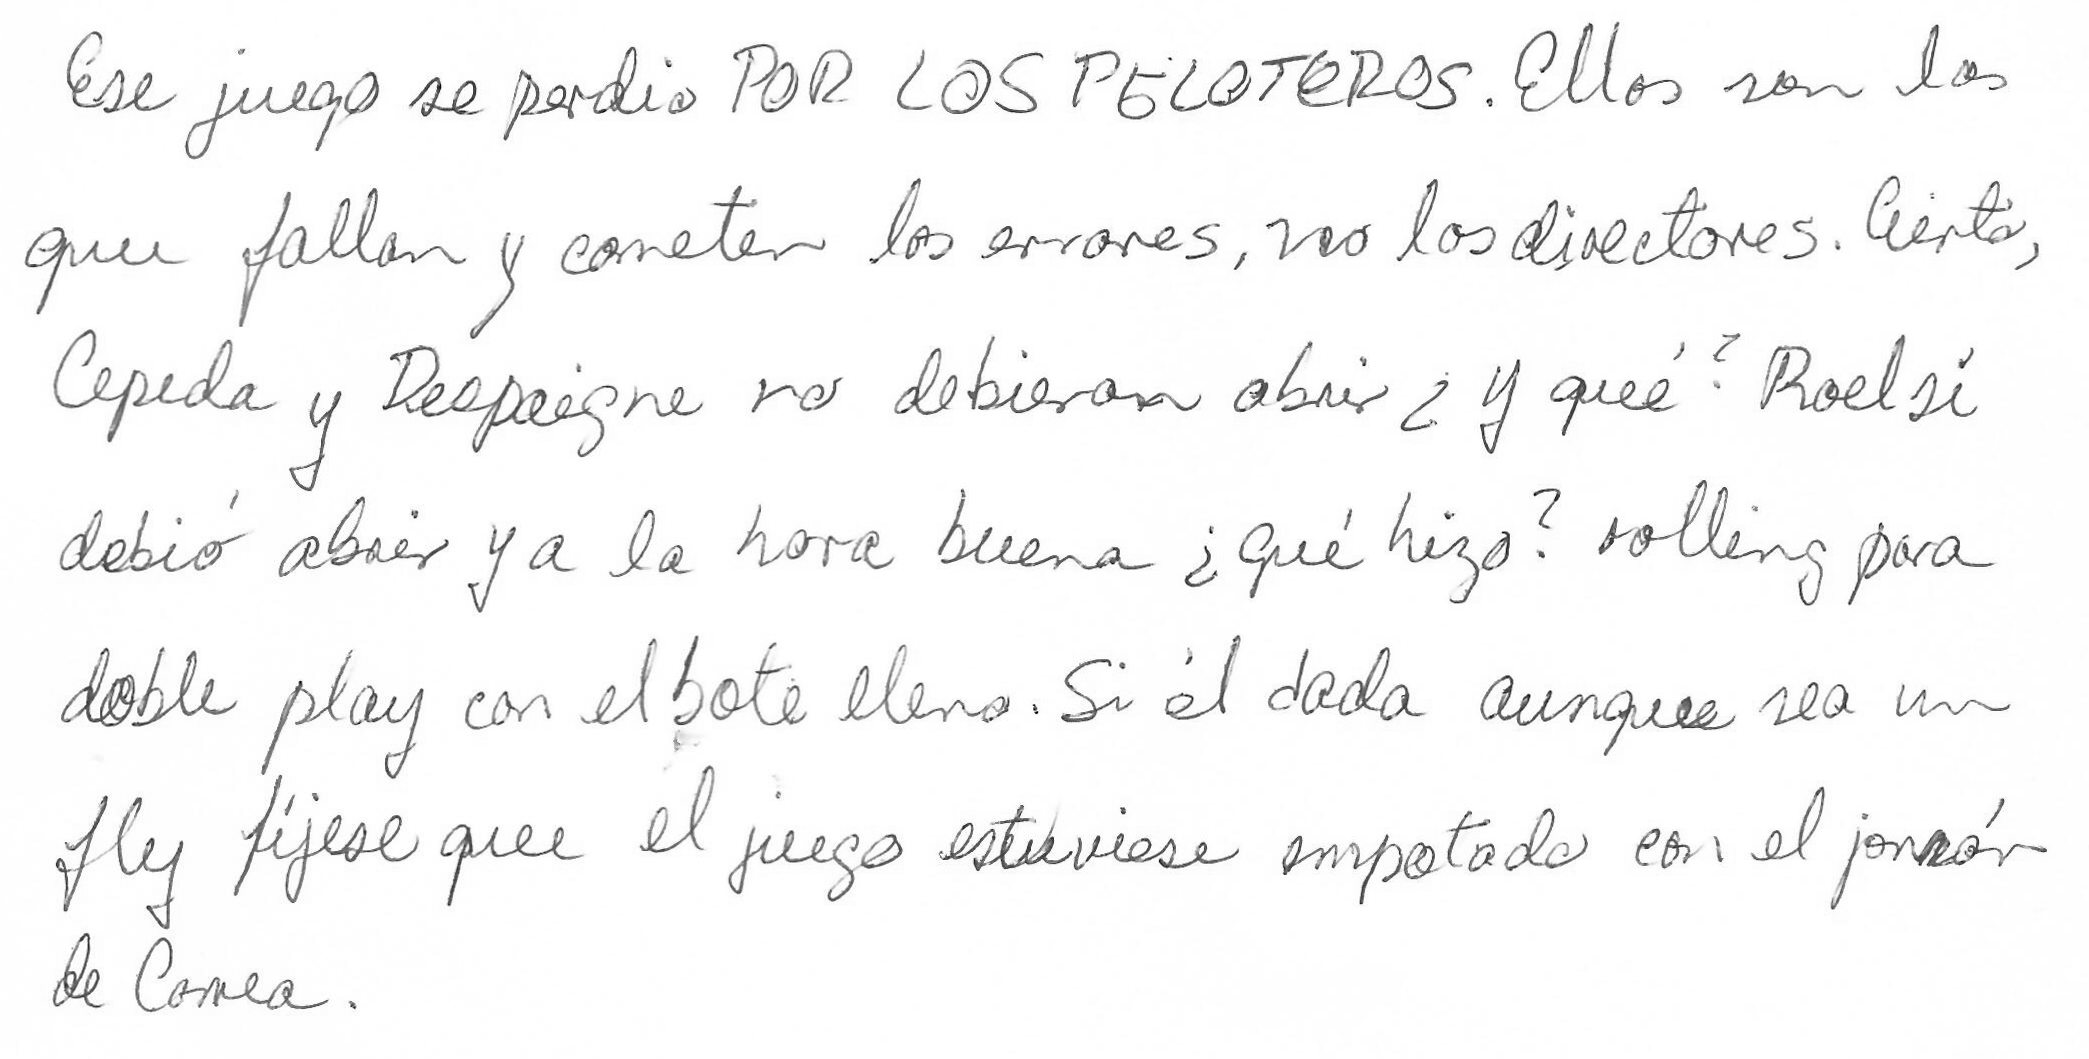 Ese juego se perdio POR LOS PELOTEROS. Ellos son los
que fallan y cometen los errores, no los directores. Cierto,
Cepeda y Despaigne no debieron abrir ¿Y qué? Roel sí
debió abrir y a la hora buena ¿qué hizo? rolling para
doble play con el bote lleno. Si él dada aunque sea un
fly fíjese que el juego estuviese empatado con el jonrón
de Correa.